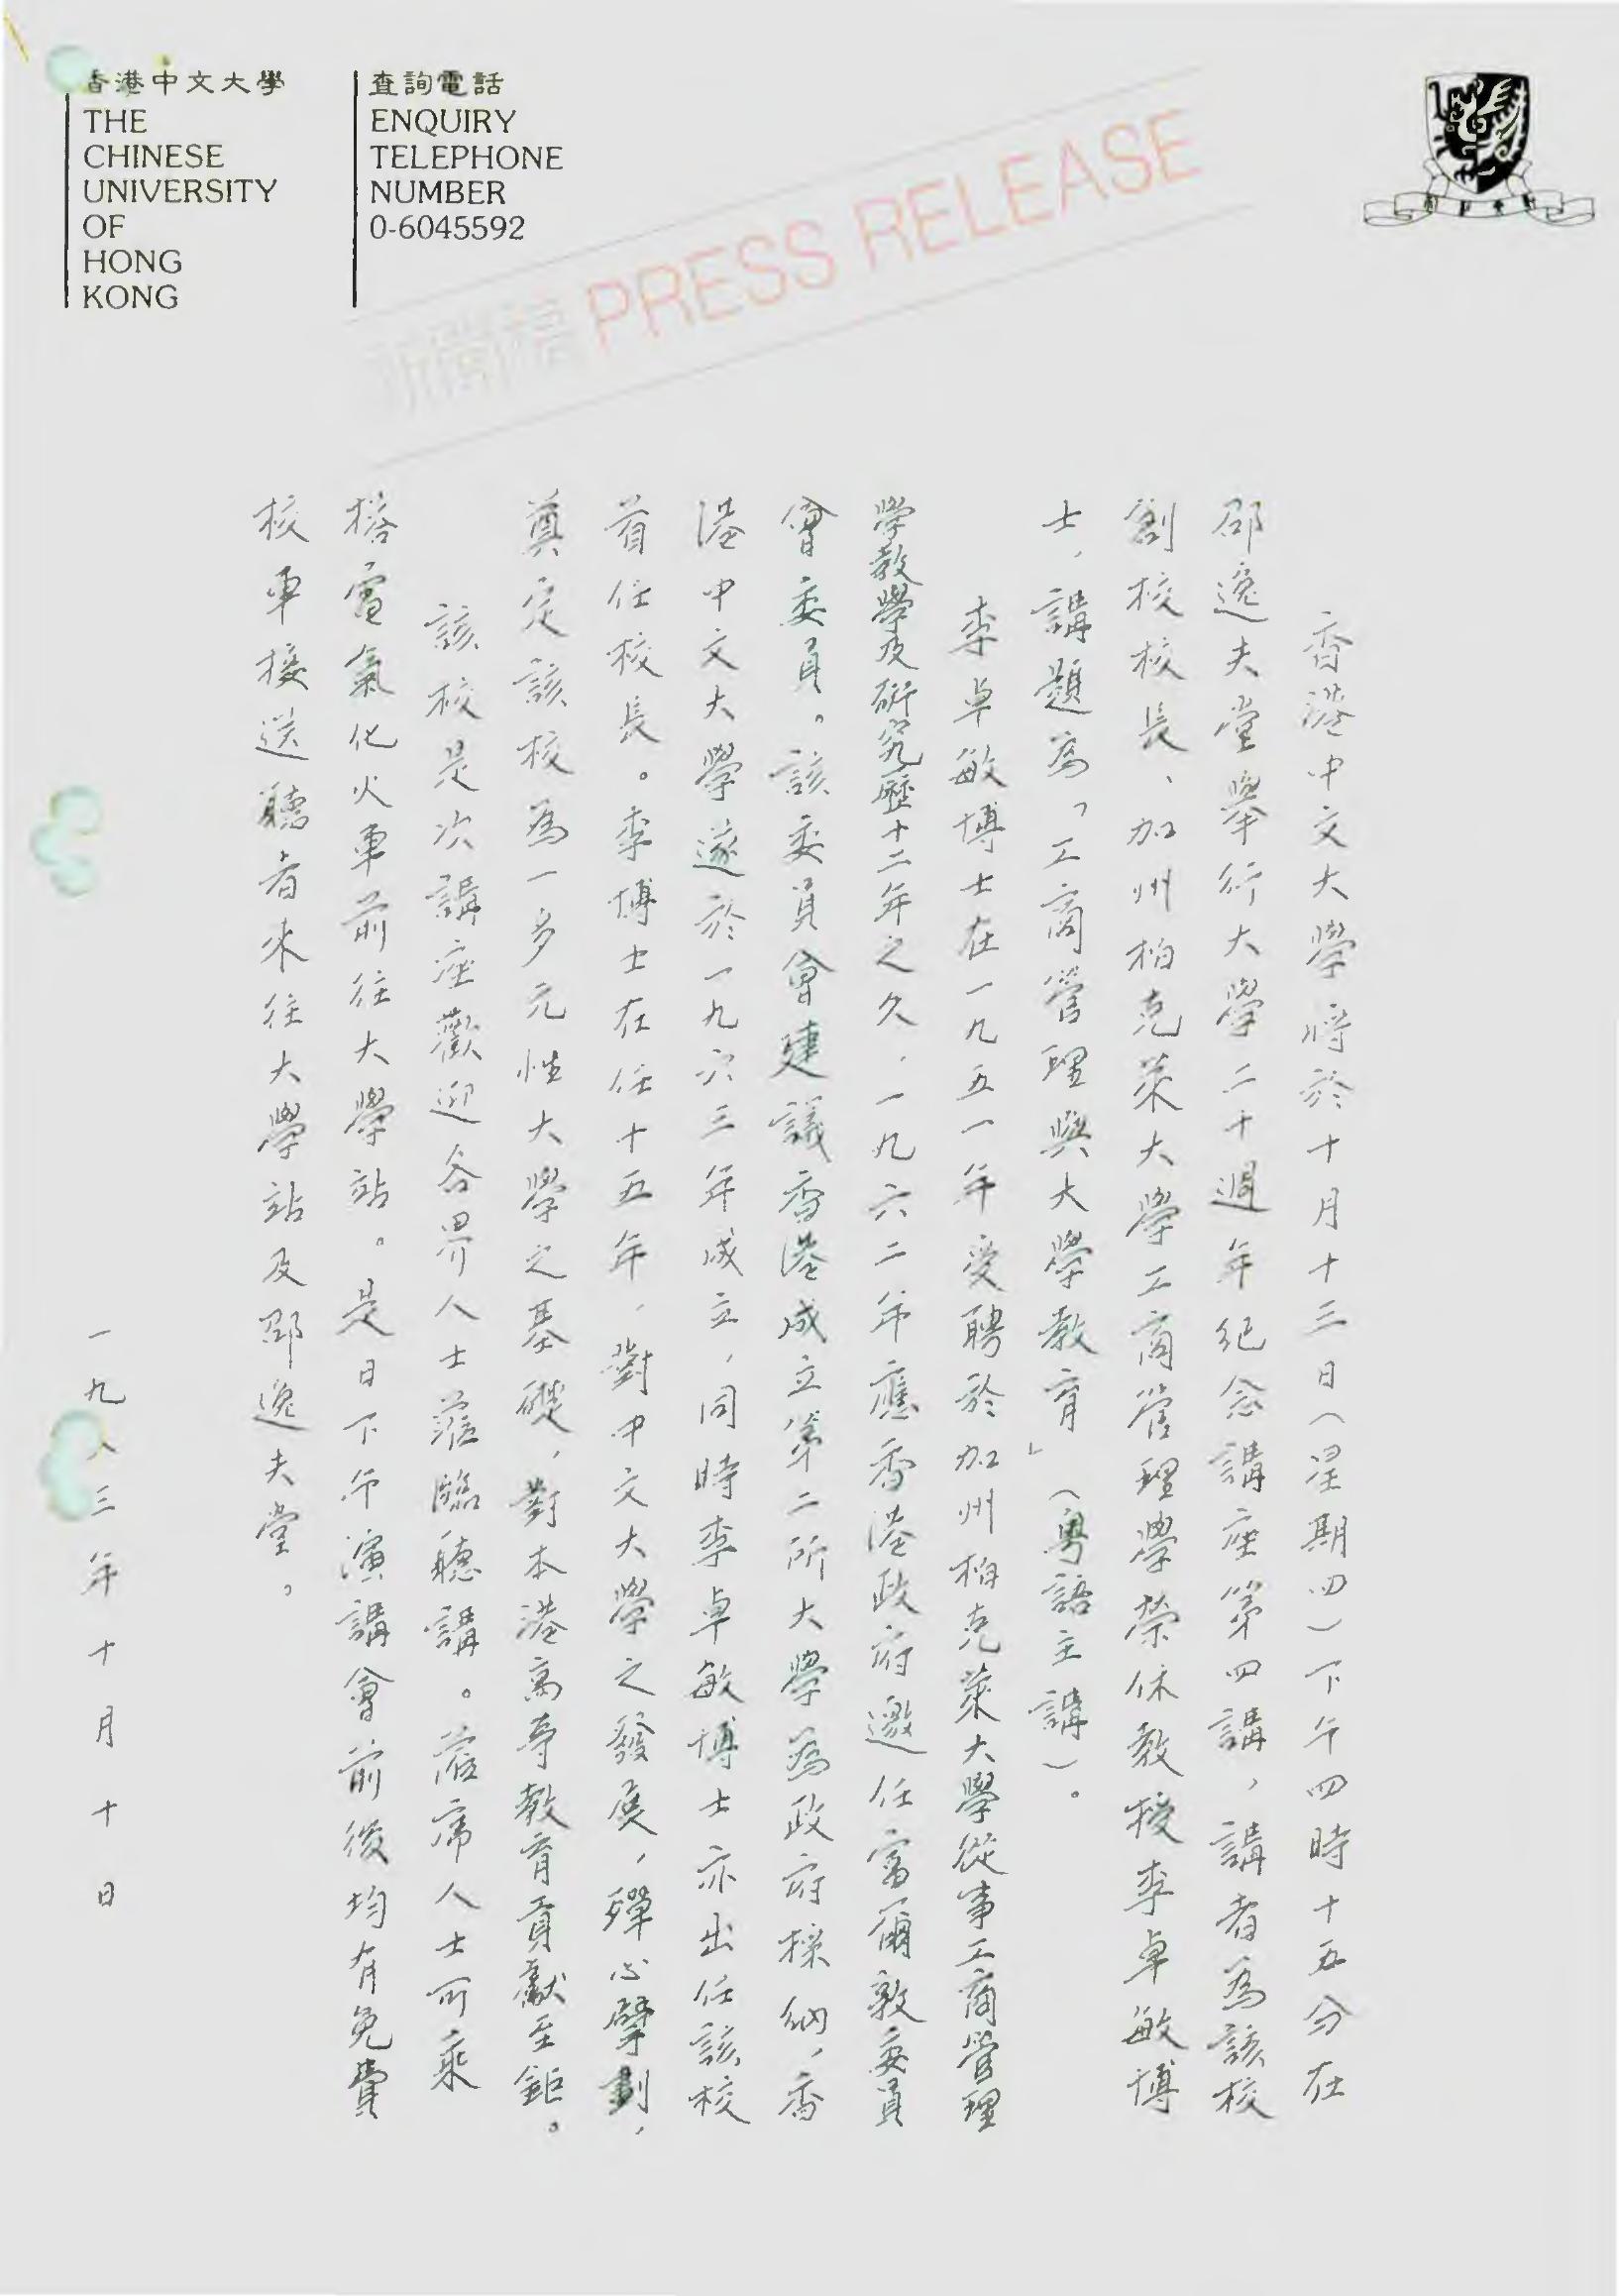 香港中文大學
THE
CHINESE
UNIVERSITY
OF
HONG
KONG
查詢電話
ENQUIRY
TELEPHONE
NUMBER
0-6045592
新聞稿 PRESS RELEASE
香港中文大學將於十月十三日（星期四）下午四時十五分在
邵逸夫堂舉行大學二十週年紀念講座第四講，講者為該校
創校校長、加州柏克萊大學工商管理學榮休教授李卓敏博
士，講題為「工商管理與大學教育」（粵語主講）。
李卓敏博士在一九五一年受聘於加州柏克萊大學從事工商管理
學教學及研究歷十二年之久，一九六二年應香港政府邀任富爾敦委員
會委員。該委員會建議香港成立第二所大學為政府採納，香
港中文大學遂於一九六三年成立，同時李卓敏博士亦出任該校
首任校長。李博士在任十五年，對中文大學之發展，殫心擘劃，
奠定該校為一多元性大學之基礎，對本港高等教育貢獻至鉅。
該校是次講座歡迎各界人士蒞臨聽講。蒞席人士可乘
搭電氣化火車前往大學站。是日下午演講會前後均有免費
校車接送聽者來往大學站及邵逸夫堂。
一九八三年十月十日